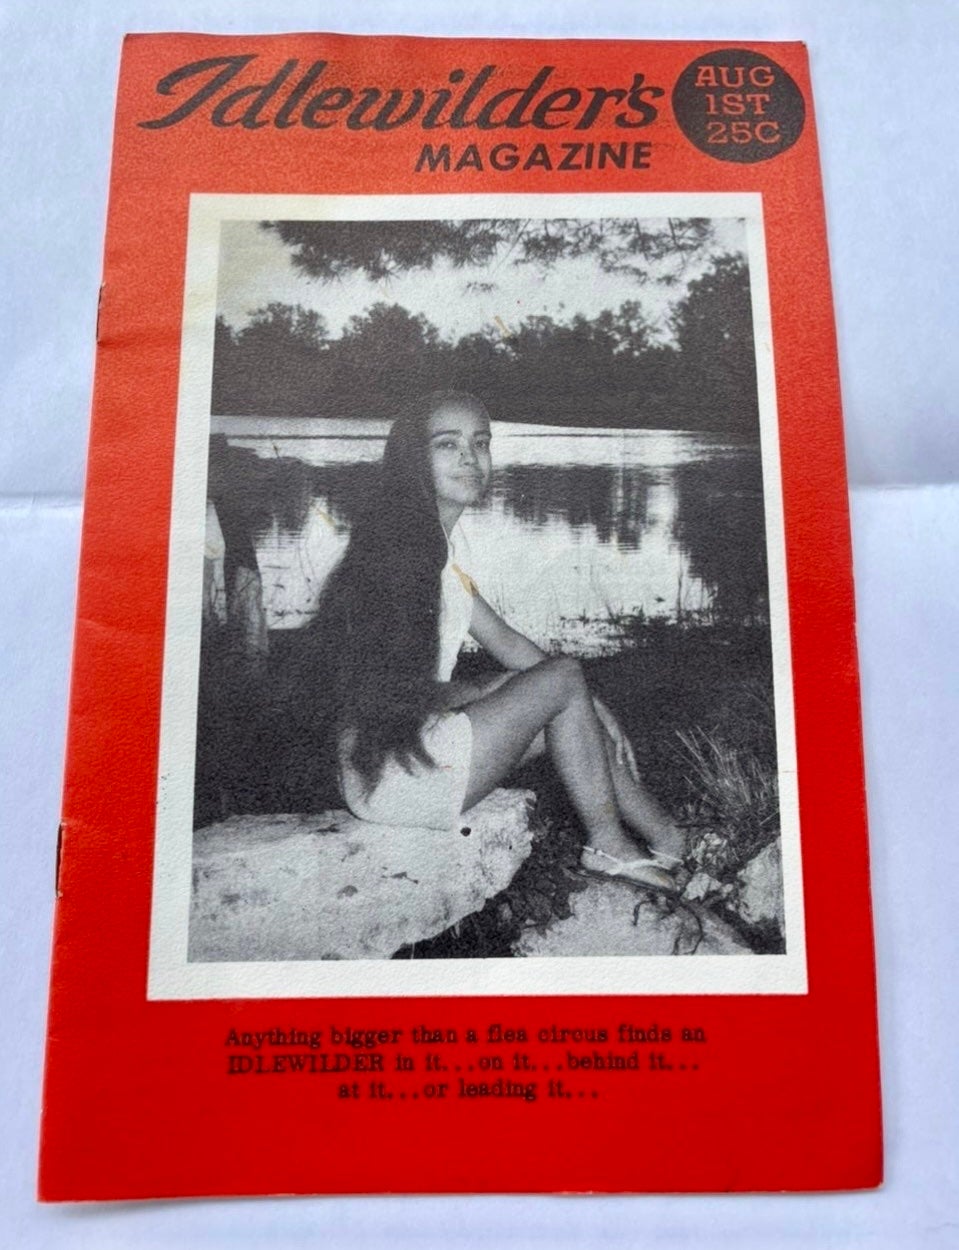 Idlewilder's
MAGAZINE
AUG
1ST
25C
Anything bigger than a flea circus finds an
IDLEWILDER in it...on it...behind it...
at it...or leading it...